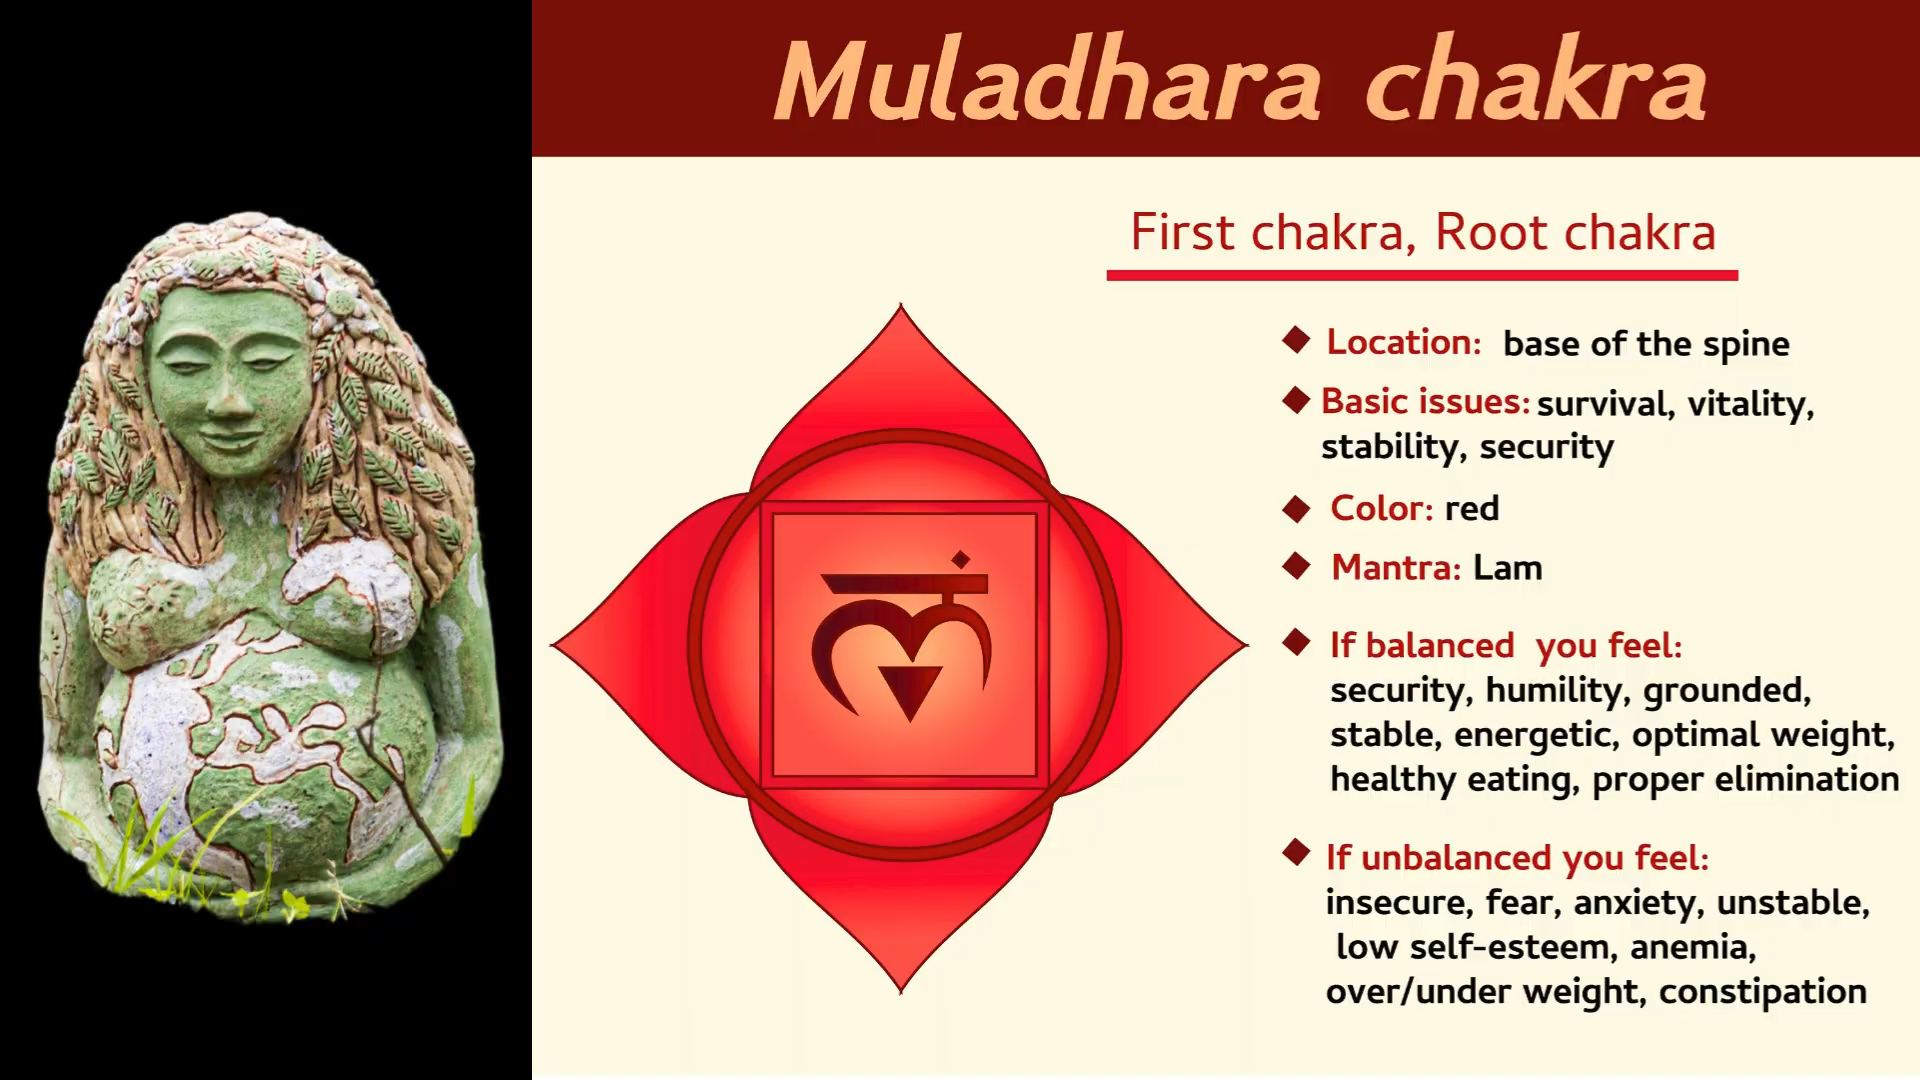 Muladhara chakra
First chakra, Root chakra
Location: base of the spine
Basic issues: survival, vitality,
stability, security
Color: red
Mantra: Lam
If balanced you feel:
security, humility, grounded,
stable, energetic, optimal weight,
healthy eating, proper elimination
If unbalanced you feel:
insecure, fear, anxiety, unstable,
low self-esteem, anemia,
over/under weight, constipation
लं